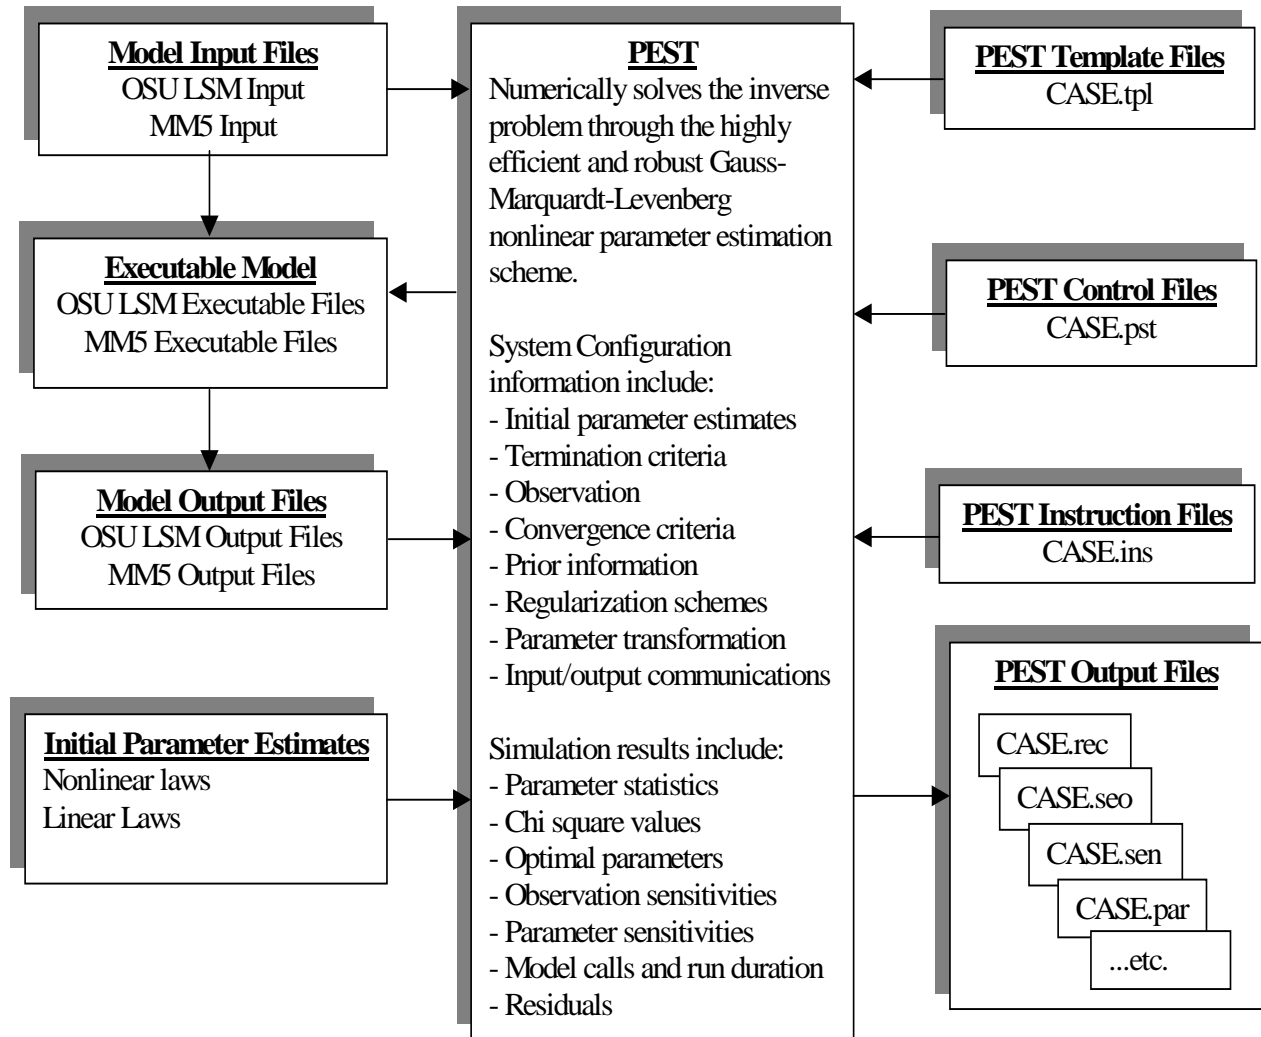 Model Input Files
OSU LSM Input
MM5 Input
Executable Model
OSU LSM Executable Files
MM5 Executable Files
Model Output Files
OSU LSM Output Files
MM5 Output Files
Initial Parameter Estimates
Nonlinear laws
Linear Laws
PEST
Numerically solves the inverse
problem through the highly
efficient and robust Gauss-
Marquardt-Levenberg
nonlinear parameter estimation
scheme.
System Configuration
information include:
- Initial parameter estimates
- Termination criteria
- Observation
- Convergence criteria
- Prior information
- Regularization schemes
- Parameter transformation
- Input/output communications
Simulation results include:
- Parameter statistics
- Chi square values
- Optimal parameters
- Observation sensitivities
- Parameter sensitivities
- Model calls and run duration
- Residuals
PEST Template Files
CASE.tpl
PEST Control Files
CASE.pst
PEST Instruction Files
CASE.ins
PEST Output Files
CASE.rec
CASE.seo
CASE.sen
CASE.par
...etc.